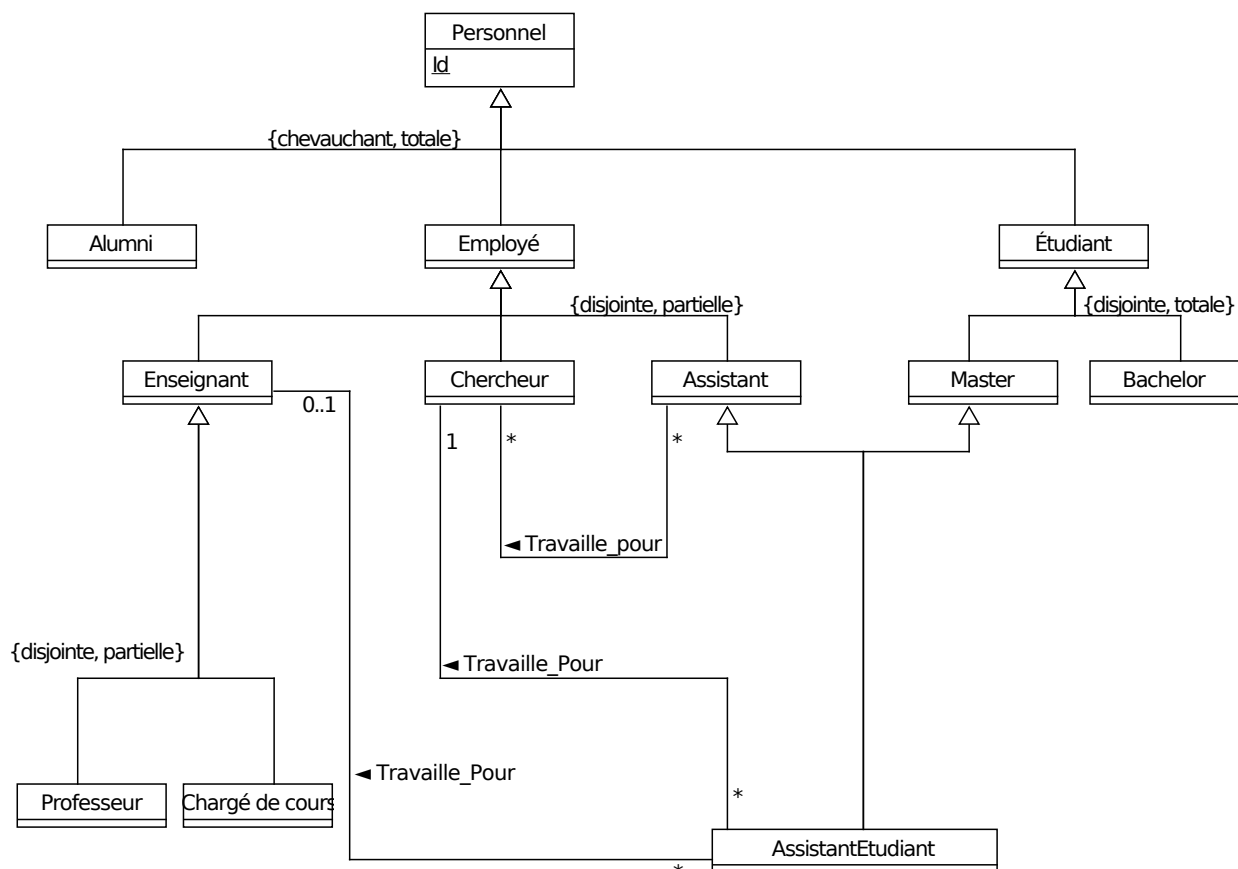 Personnel
Id
{chevauchant, totale}
Alumni
Employé
Étudiant
{disjointe, partielle}
{disjointe, totale}
Enseignant
Chercheur
Assistant
Master
Bachelor
0..1
1
*
*
◄ Travaille_pour
{disjointe, partielle}
◄ Travaille_Pour
◄ Travaille_Pour
Professeur
Chargé de cours
*
AssistantEtudiant
*